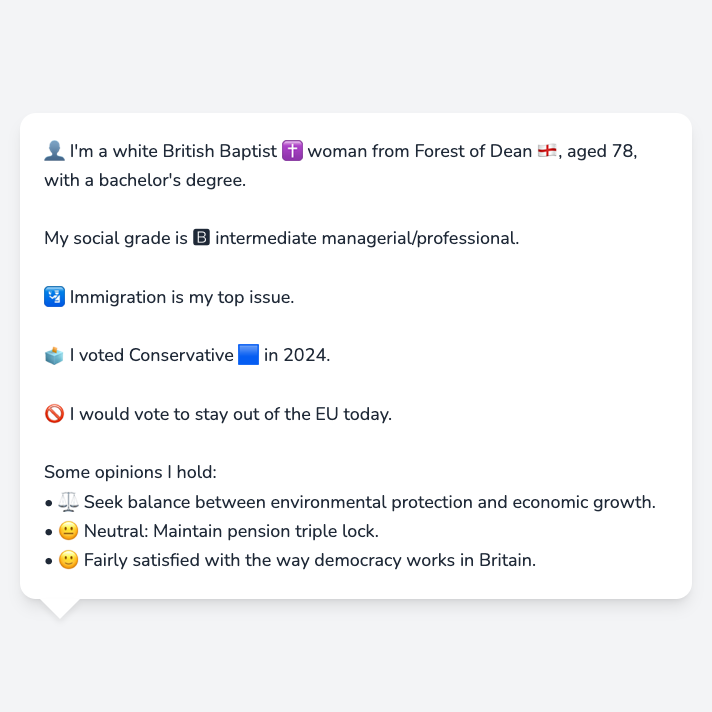 👤 I'm a white British Baptist ✝️ woman from Forest of Dean 🏴󠁧󠁢󠁥󠁮󠁧󠁿, aged 78,
with a bachelor's degree.
My social grade is 🅱 intermediate managerial/professional.
🛂 Immigration is my top issue.
🗳️ I voted Conservative 🟦 in 2024.
🚫 I would vote to stay out of the EU today.
Some opinions I hold:
• ⚖️ Seek balance between environmental protection and economic growth.
• 😐 Neutral: Maintain pension triple lock.
• 🙂 Fairly satisfied with the way democracy works in Britain.